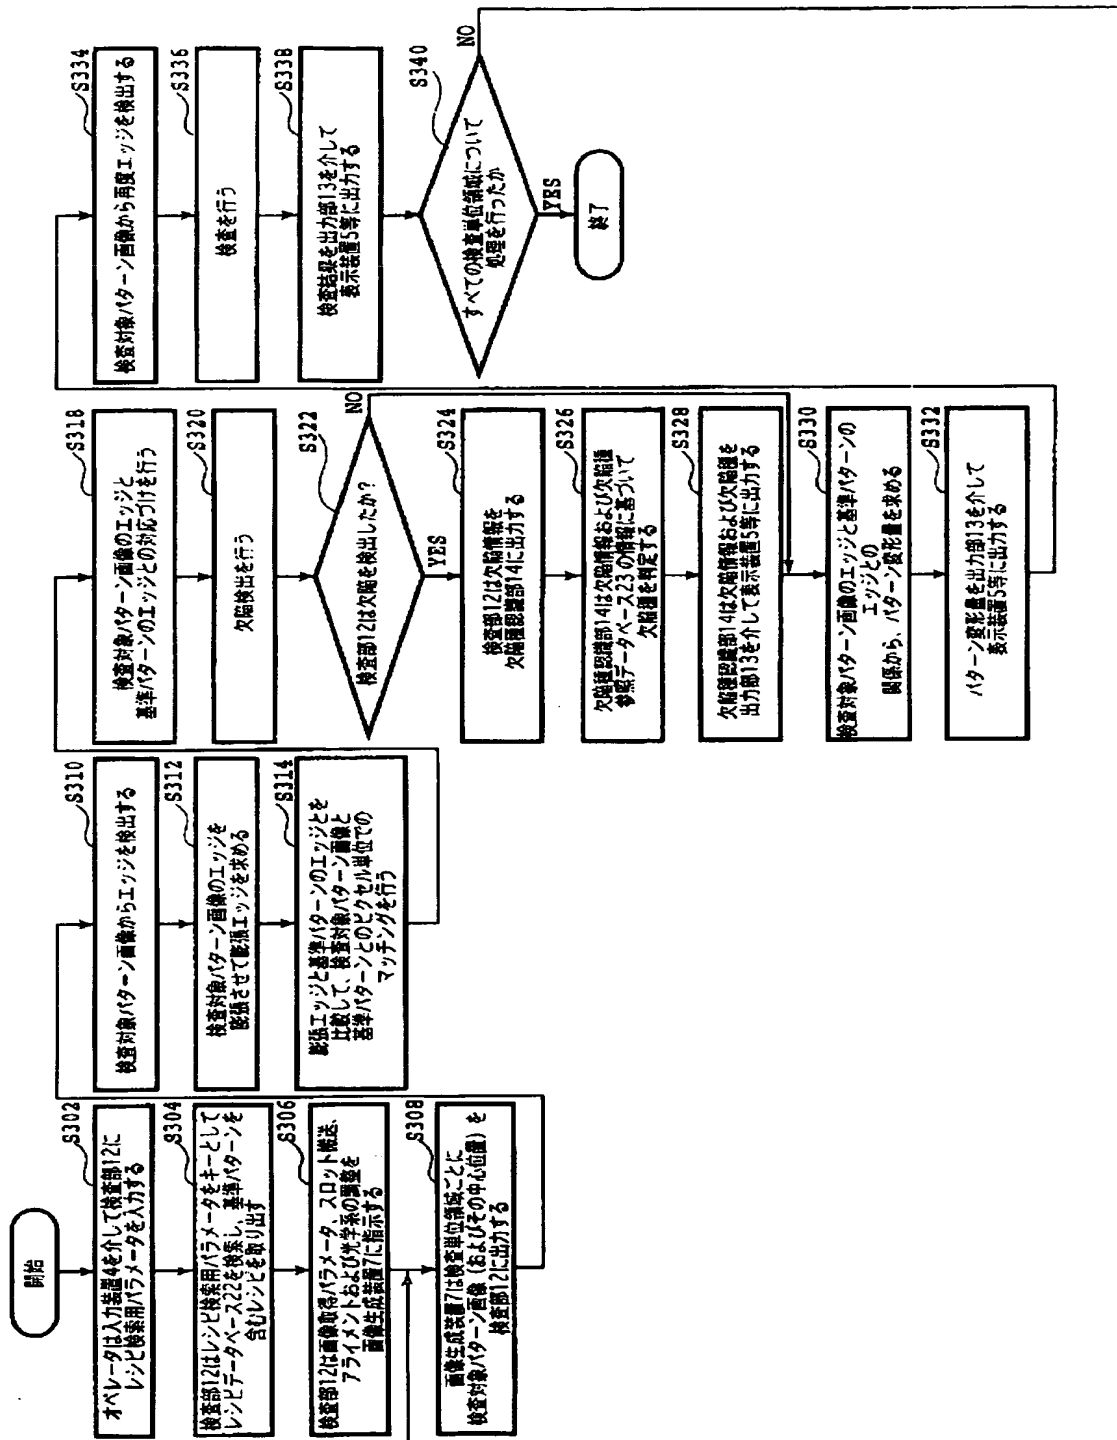 開始
S302
オペレータは入力装置4を介して検査部12に
レシピ検索用パラメータを入力する
S304
検査部12はレシピ検索用パラメータをキーとして
レシピデータベース22を検索し、基準パターンを
含むレシピを取り出す
S306
検査部12は画像取得パラメータ、スロット搬送、
アライメントおよび光学系の調整を
画像生成装置7に指示する
S308
画像生成装置7は検査単位領域ごとに
検査対象パターン画像(およびその中心位置)を
検査部12に出力する
S310
検査対象パターン画像からエッジを検出する
S312
検査対象パターン画像のエッジを
膨張させて膨張エッジを求める
S314
膨張エッジと基準パターンのエッジとを
比較して、検査対象パターン画像と
基準パターンとのピクセル単位での
マッチングを行う
S318
検査対象パターン画像のエッジと
基準パターンのエッジとの対応づけを行う
S320
欠陥検出を行う
S322
検査部12は欠陥を検出したか?
NO
YES
S324
検査部12は欠陥情報を
欠陥種認識部14に出力する
S326
欠陥種認識部14は欠陥情報および欠陥種
参照データベース23の情報に基づいて
欠陥種を判定する
S328
欠陥種認識部14は欠陥情報および欠陥種を
出力部13を介して表示装置5等に出力する
S330
検査対象パターン画像のエッジと基準パターンの
エッジとの
関係から、パターン変形量を求める
S332
パターン変形量を出力部13を介して
表示装置5等に出力する
S334
検査対象パターン画像から再度エッジを検出する
S336
検査を行う
S338
検査結果を出力部13を介して
表示装置5等に出力する
S340
すべての検査単位領域について
処理を行ったか
NO
YES
終了